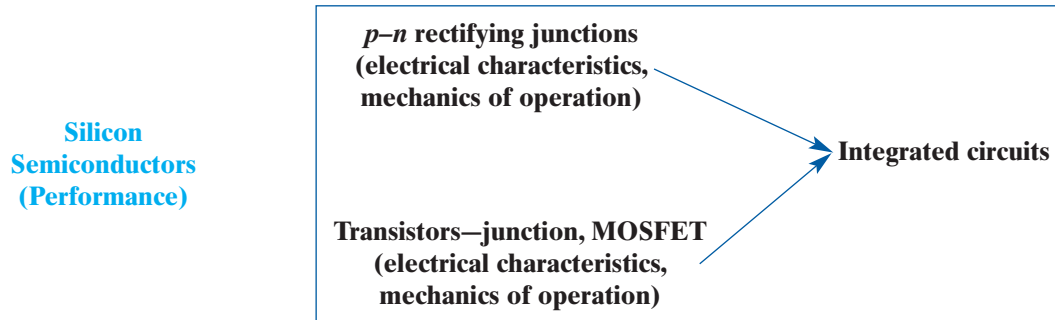 Silicon
Semiconductors
(Performance)
p–n rectifying junctions
(electrical characteristics,
mechanics of operation)
Integrated circuits
Transistors—junction, MOSFET
(electrical characteristics,
mechanics of operation)